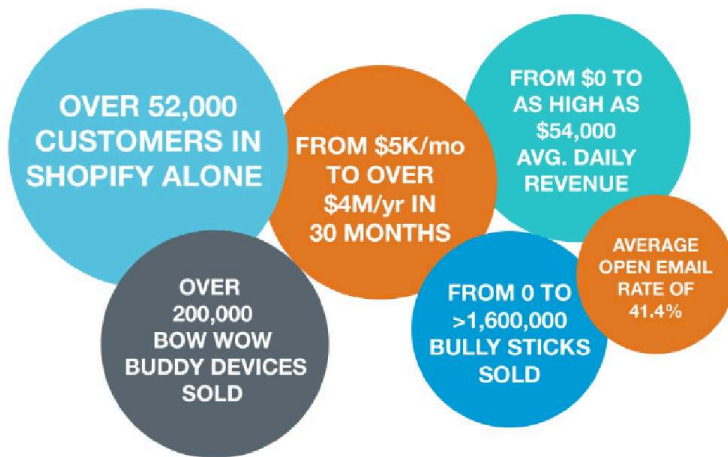 OVER 52,000
CUSTOMERS IN
SHOPIFY ALONE
FROM $5K/mo
TO OVER
$4M/yr IN
30 MONTHS
FROM $0 TO
AS HIGH AS
$54,000
AVG. DAILY
REVENUE
OVER
200,000
BOW WOW
BUDDY DEVICES
SOLD
FROM 0 TO
>1,600,000
BULLY STICKS
SOLD
AVERAGE
OPEN EMAIL
RATE OF
41.4%